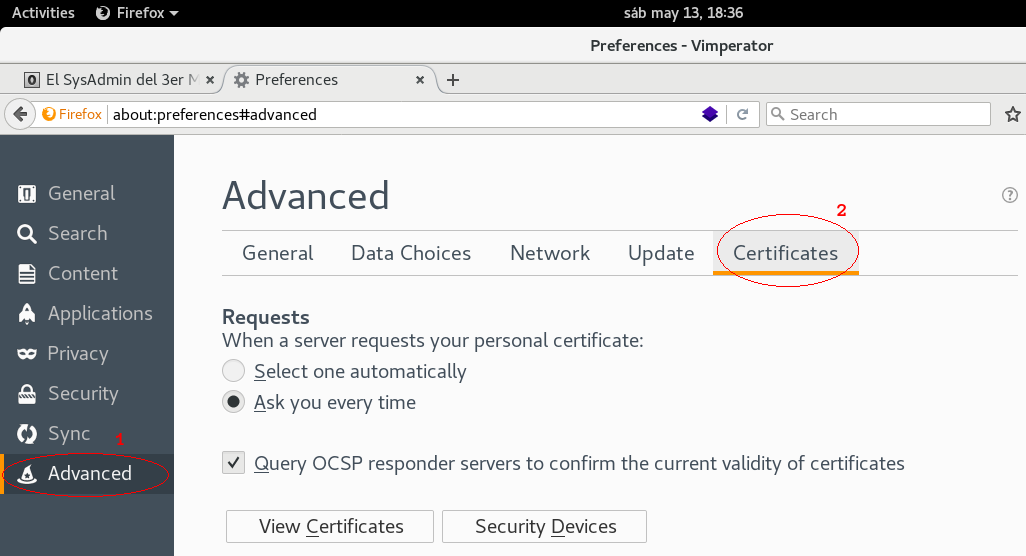 Activities Firefox sáb may 13, 18:36
Preferences - Vimperator
El SysAdmin del 3er Preferences
Firefox about:preferences#advanced Search
General
Search
Content
Applications
Privacy
Security
Sync
1
Advanced
Advanced
2
General Data Choices Network Update Certificates
Requests
When a server requests your personal certificate:
Select one automatically
Ask you every time
Query OCSP responder servers to confirm the current validity of certificates
View Certificates Security Devices